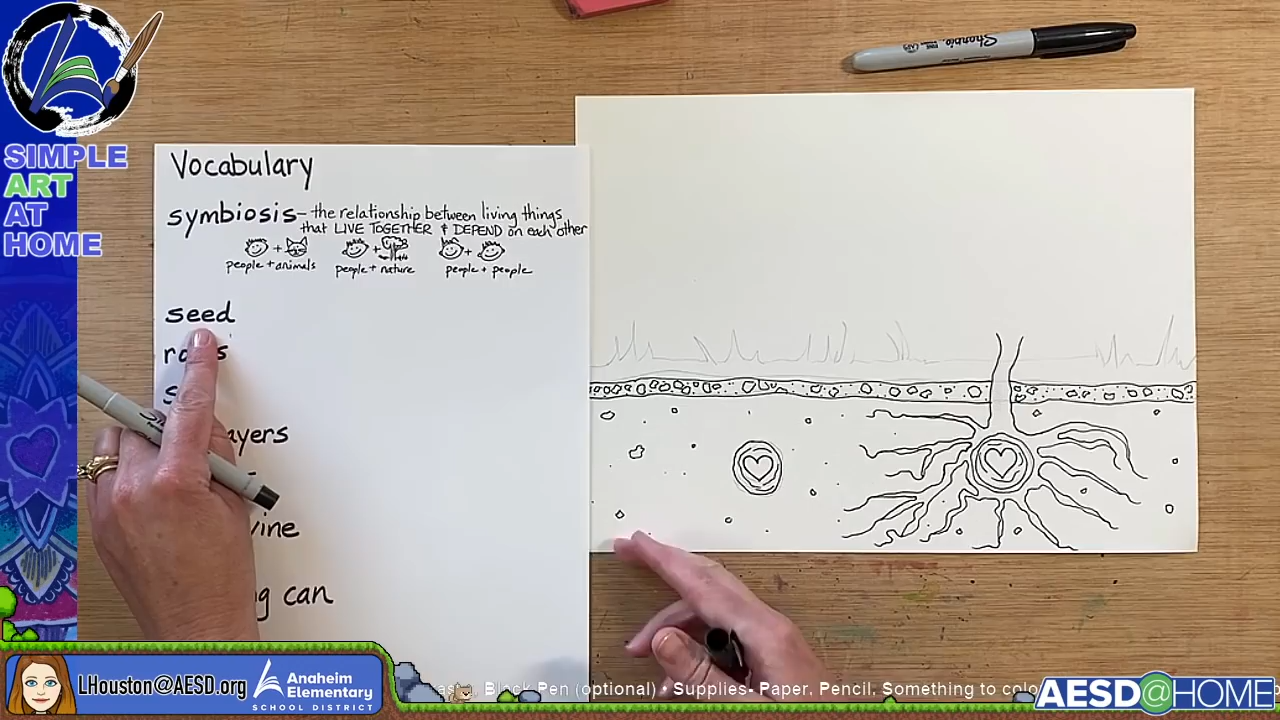 SIMPLE
ART
AT
HOME
Vocabulary
symbiosis - the relationship between living things
that LIVE TOGETHER & DEPEND on each other
people + animals
people + nature
people + people
seed
ayers
vine
can
Sharpie
LHouston@AESD.org
Anaheim
Elementary
SCHOOL DISTRICT
Black Pen (optional) • Supplies- Paper. Pencil. Something to colo
AESD@HOME